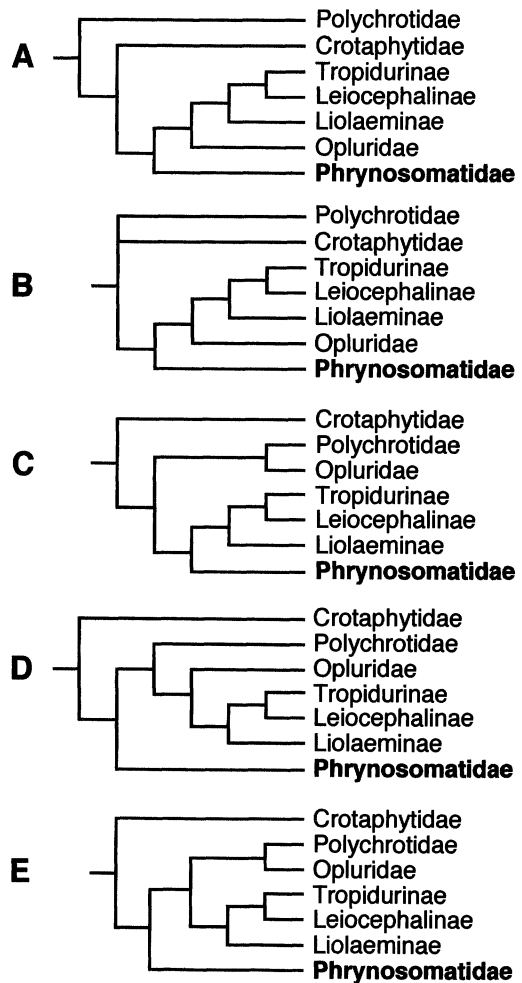 Polychrotidae
A
Crotaphytidae
Tropidurinae
Leiocephalinae
Liolaeminae
Opluridae
Phrynosomatidae
Polychrotidae
Crotaphytidae
Tropidurinae
B
Leiocephalinae
Liolaeminae
Opluridae
Phrynosomatidae
Crotaphytidae
Polychrotidae
C
Opluridae
Tropidurinae
Leiocephalinae
Liolaeminae
Phrynosomatidae
Crotaphytidae
Polychrotidae
D
Opluridae
Tropidurinae
Leiocephalinae
Liolaeminae
Phrynosomatidae
Crotaphytidae
Polychrotidae
E
Opluridae
Tropidurinae
Leiocephalinae
Liolaeminae
Phrynosomatidae